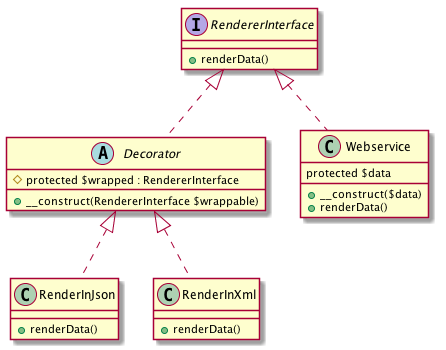 I RendererInterface
renderData()
A Decorator
protected $wrapped : RendererInterface
__construct(RendererInterface $wrappable)
C Webservice
protected $data
__construct($data)
renderData()
C RenderInJson
renderData()
C RenderInXml
renderData()